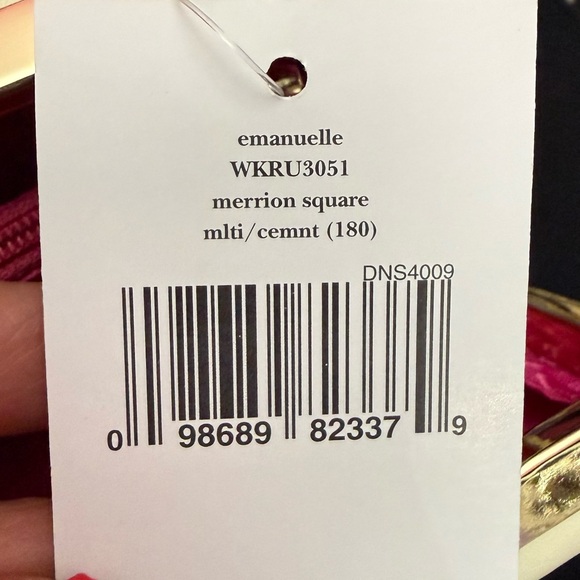 emanuelle
WKRU3051
merrion square
mlti/cemnt (180)
DNS4009
0 98689 82337 9